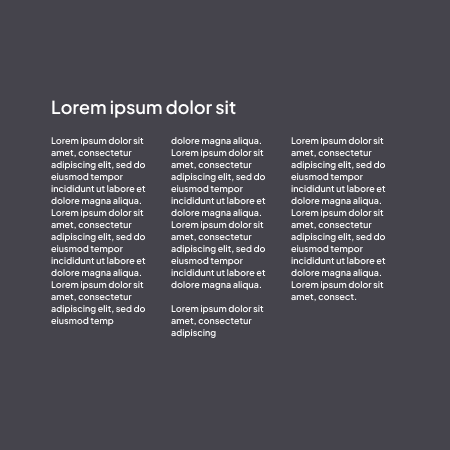 Lorem ipsum dolor sit
Lorem ipsum dolor sit
amet, consectetur
adipiscing elit, sed do
eiusmod tempor
incididunt ut labore et
dolore magna aliqua.
Lorem ipsum dolor sit
amet, consectetur
adipiscing elit, sed do
eiusmod tempor
incididunt ut labore et
dolore magna aliqua.
Lorem ipsum dolor sit
amet, consectetur
adipiscing elit, sed do
eiusmod temp
dolore magna aliqua.
Lorem ipsum dolor sit
amet, consectetur
adipiscing elit, sed do
eiusmod tempor
incididunt ut labore et
dolore magna aliqua.
Lorem ipsum dolor sit
amet, consectetur
adipiscing elit, sed do
eiusmod tempor
incididunt ut labore et
dolore magna aliqua.
Lorem ipsum dolor sit
amet, consectetur
adipiscing
Lorem ipsum dolor sit
amet, consectetur
adipiscing elit, sed do
eiusmod tempor
incididunt ut labore et
dolore magna aliqua.
Lorem ipsum dolor sit
amet, consectetur
adipiscing elit, sed do
eiusmod tempor
incididunt ut labore et
dolore magna aliqua.
Lorem ipsum dolor sit
amet, consect.